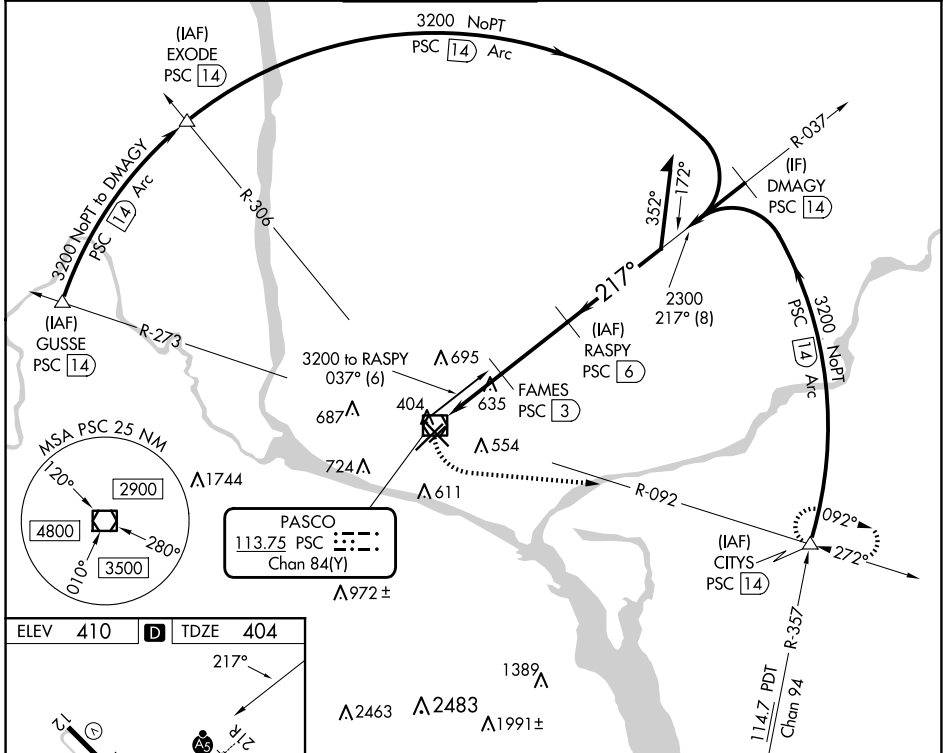 3200 NoPT
PSC 14 Arc
(IAF)
EXODE
PSC 14
R-037
(IF)
DMAGY
PSC 14
3200 NoPT to DMAGY
PSC 14 Arc
R-306
352°
172°
217°
2300
217° (8)
(IAF)
GUSSE
PSC 14
R-273
3200 NoPT
PSC 14 Arc
(IAF)
RASPY
PSC 6
3200 to RASPY
037° (6)
695
FAMES
PSC 3
635
687
404
554
724
611
1744
MSA PSC 25 NM
120°
2900
4800
280°
3500
010°
PASCO
113.75 PSC
Chan 84(Y)
R-092
092°
272°
(IAF)
CITYS
PSC 14
972 ±
R-357
114.7 PDT
Chan 94
ELEV 410 D TDZE 404
217°
12
V
A5
21R
1389
2463
2483
1991±